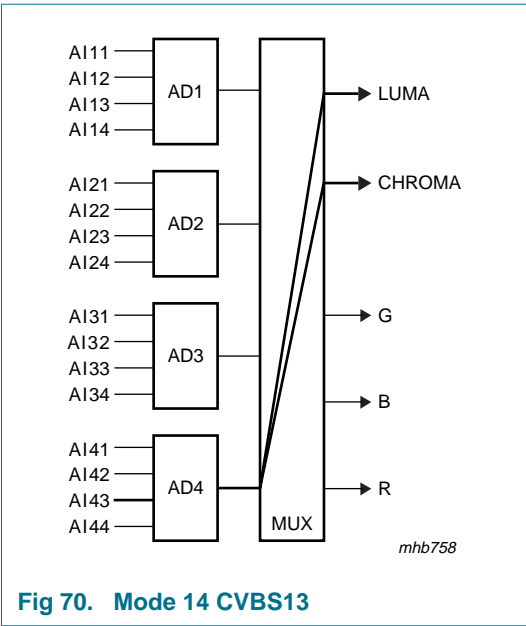 AI11
AI12
AI13
AI14
AD1
AI21
AI22
AI23
AI24
AD2
AI31
AI32
AI33
AI34
AD3
AI41
AI42
AI43
AI44
AD4
MUX
LUMA
CHROMA
G
B
R
mhb758
Fig 70. Mode 14 CVBS13